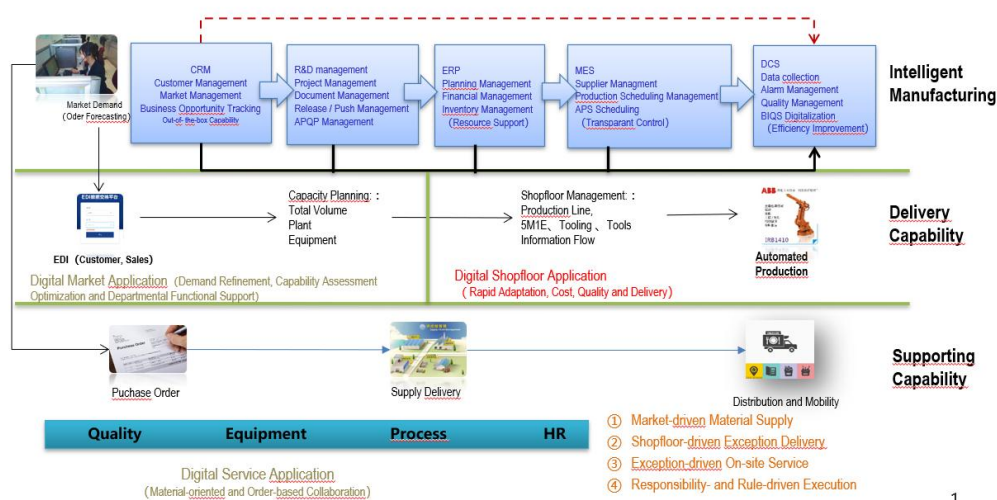 CRM
Customer Management
Market Management
Business Opportunity Tracking
Out-of- the-box Capability
R&D management
Project Management
Document Management
Release / Push Management
APQP Management
ERP
Planning Management
Financial Management
Inventory Management
（Resource Support）
MES
Supplier Managment
Production Scheduling Management
APS Scheduling
（Transparant Control）
DCS
Data collection
Alarm Management
Quality Management
BIQS Digitalization
（Efficiency Improvement）
Intelligent
Manufacturing
Market Demand
(Oder Forecasting)
EDI（Customer, Sales）
Capacity Planning:：
Total Volume
Plant
Equipment
Shopfloor Management:：
Production Line,
5M1E、Tooling 、Tools
Information Flow
ABB
IRB1410
Automated
Production
Delivery
Capability
Digital Market Application（Demand Refinement, Capability Assessment
Optimization and Departmental Functional Support）
Digital Shopfloor Application
（Rapid Adaptation, Cost, Quality and Delivery）
Purchase Order
Puchase Order
Supply Delivery
Distribution and Mobility
Supporting
Capability
Quality Equipment Process HR
Digital Service Application
（Material-oriented and Order-based Collaboration）
① Market-driven Material Supply
② Shopfloor-driven Exception Delivery
③ Exception-driven On-site Service
④ Responsibility- and Rule-driven Execution
1